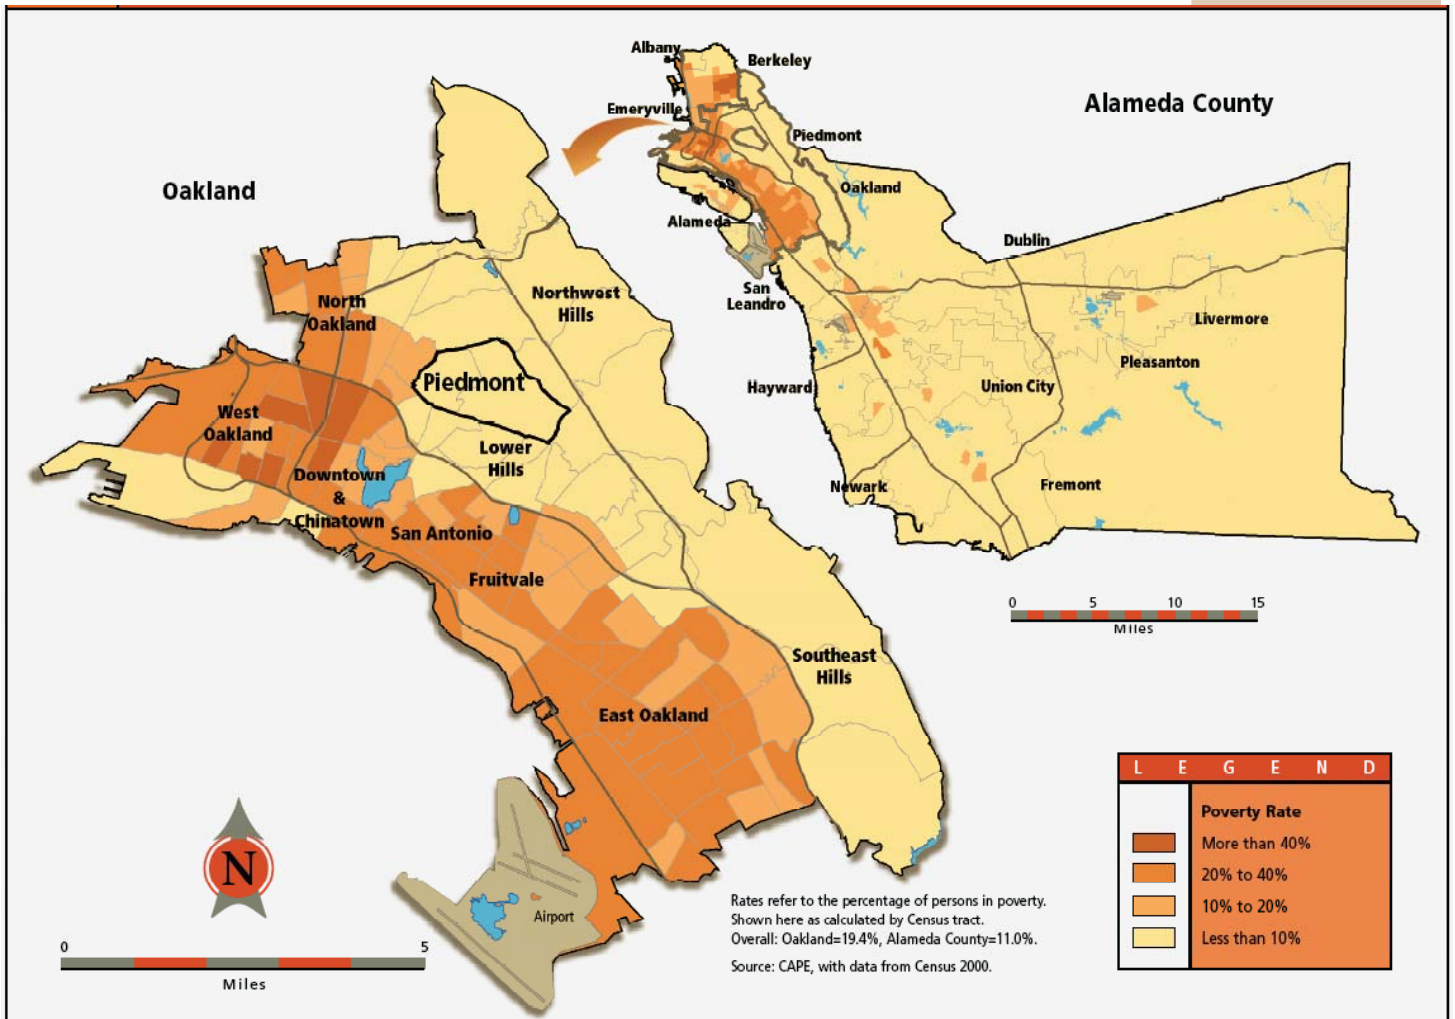 Albany
Berkeley
Emeryville
Alameda County
Piedmont
Oakland
Oakland
Alameda
Dublin
San
Leandro
Northwest
Hills
North
Oakland
Livermore
Pleasanton
Piedmont
Hayward
Union City
West
Oakland
Lower
Hills
Downtown
&
Chinatown
Newark
Fremont
San Antonio
Fruitvale
0 5 10 15
Miles
Southeast
Hills
East Oakland
LEGEND
Poverty Rate
More than 40%
20% to 40%
10% to 20%
Less than 10%
N
Airport
Rates refer to the percentage of persons in poverty.
Shown here as calculated by Census tract.
Overall: Oakland=19.4%, Alameda County=11.0%.
Source: CAPE, with data from Census 2000.
0 5
Miles